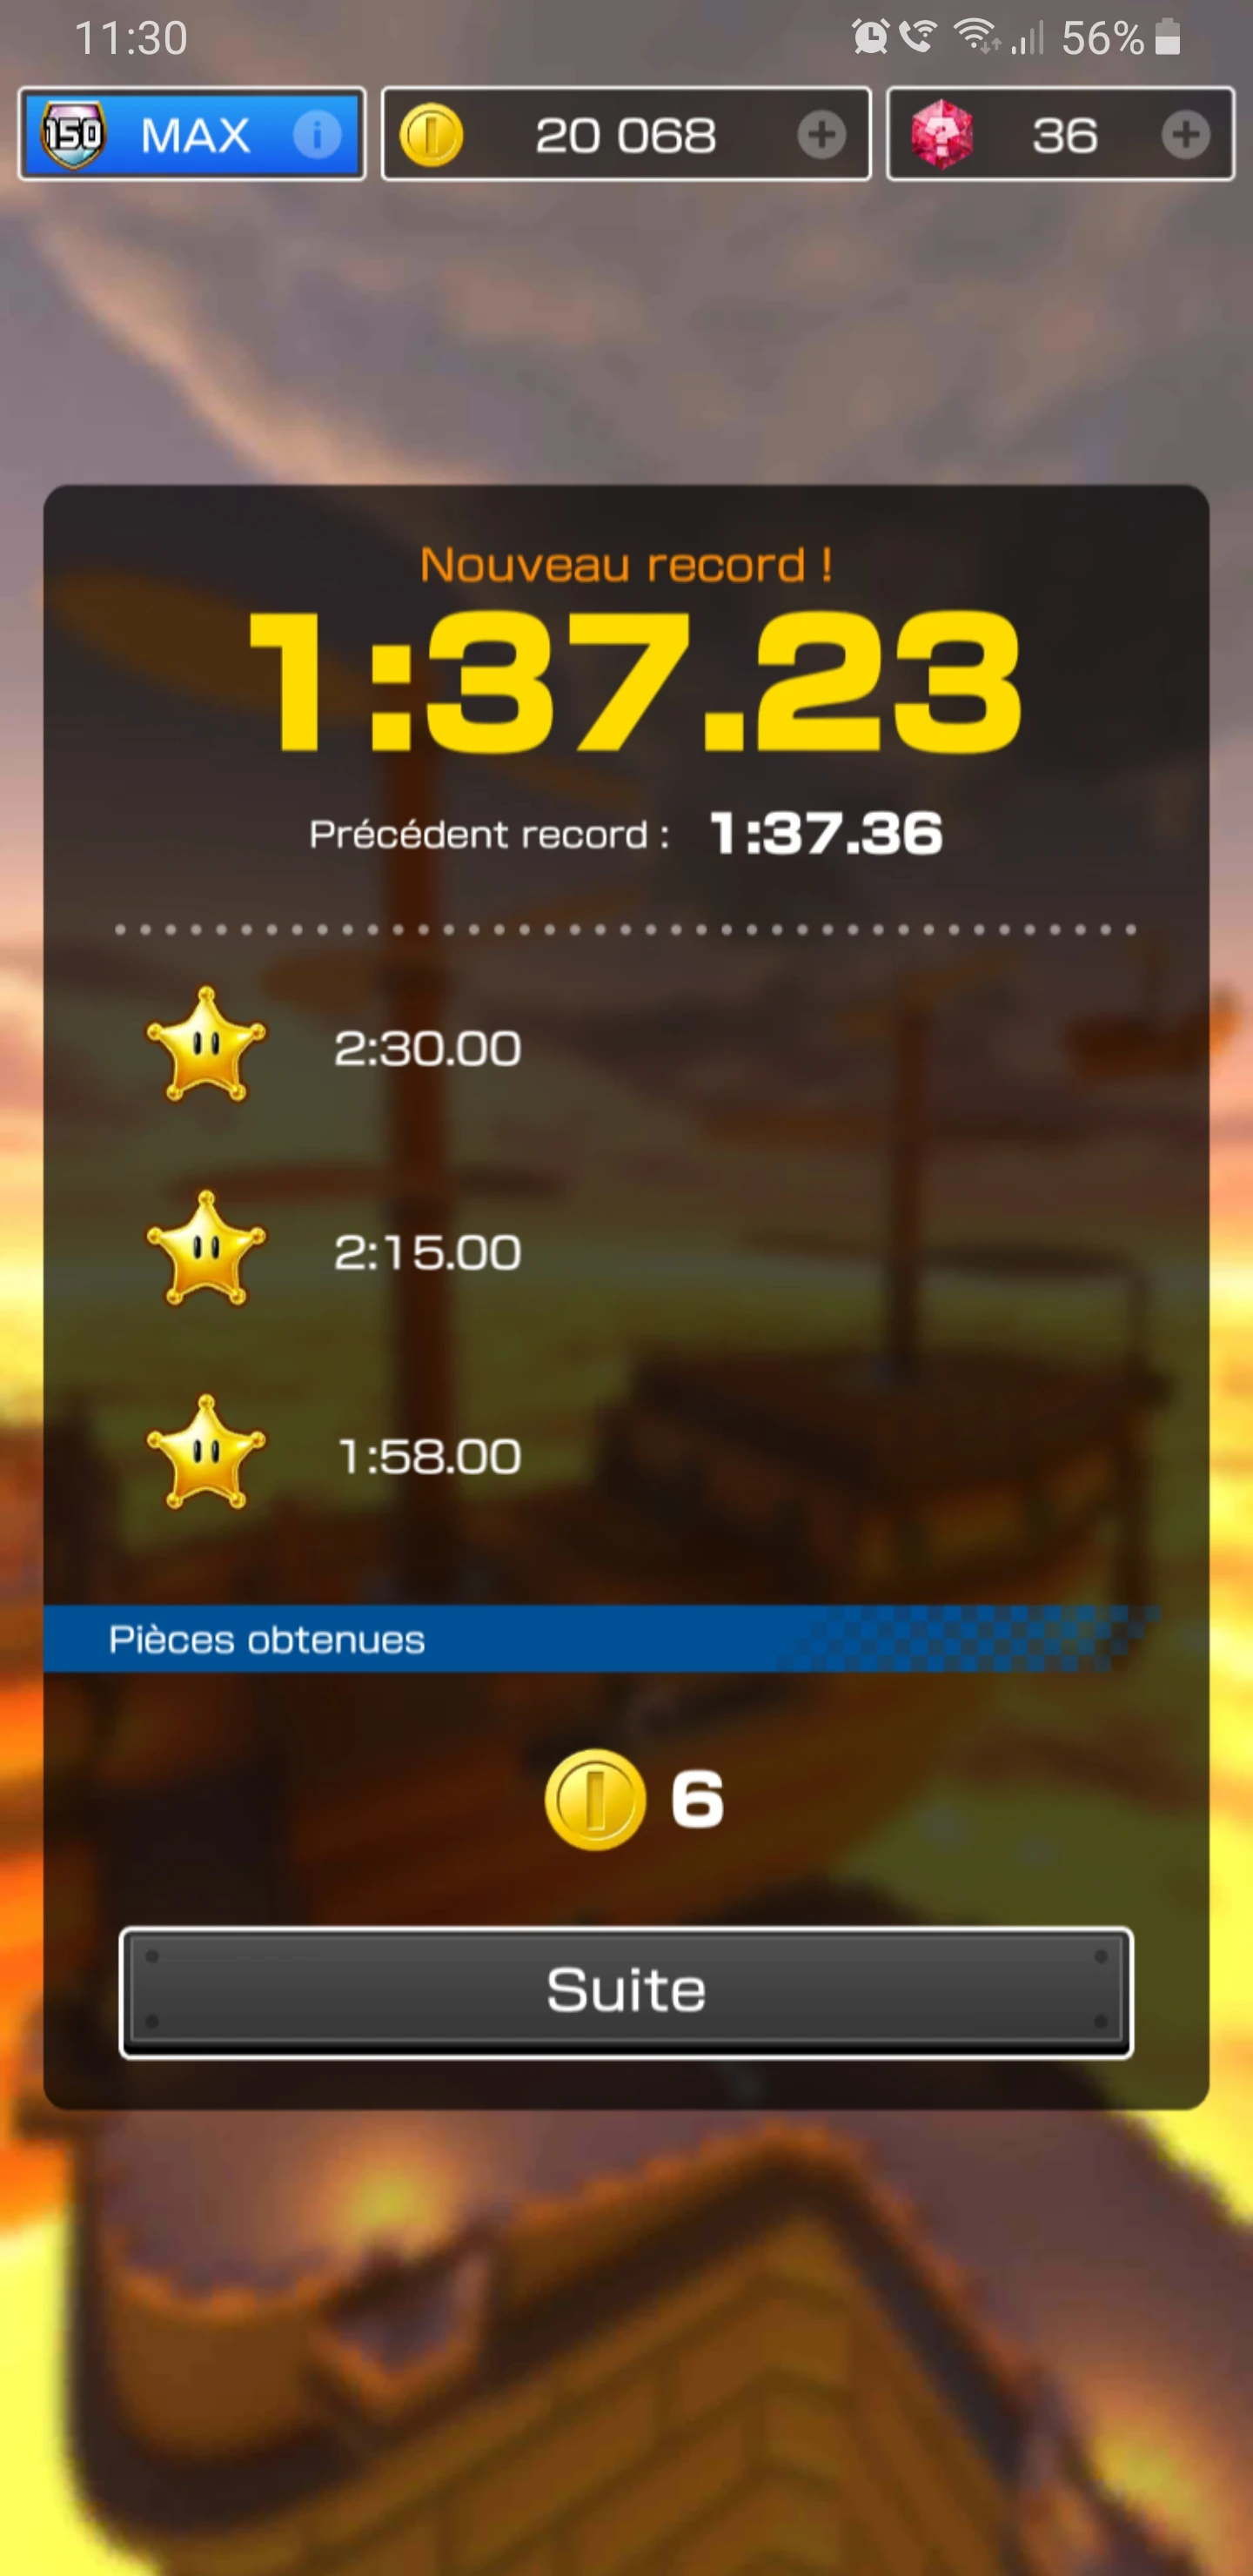 11:30 56%
150 MAX i 20 068 + ? 36 +
Nouveau record !
1:37.23
Précédent record : 1:37.36
2:30.00
2:15.00
1:58.00
Pièces obtenues
6
Suite